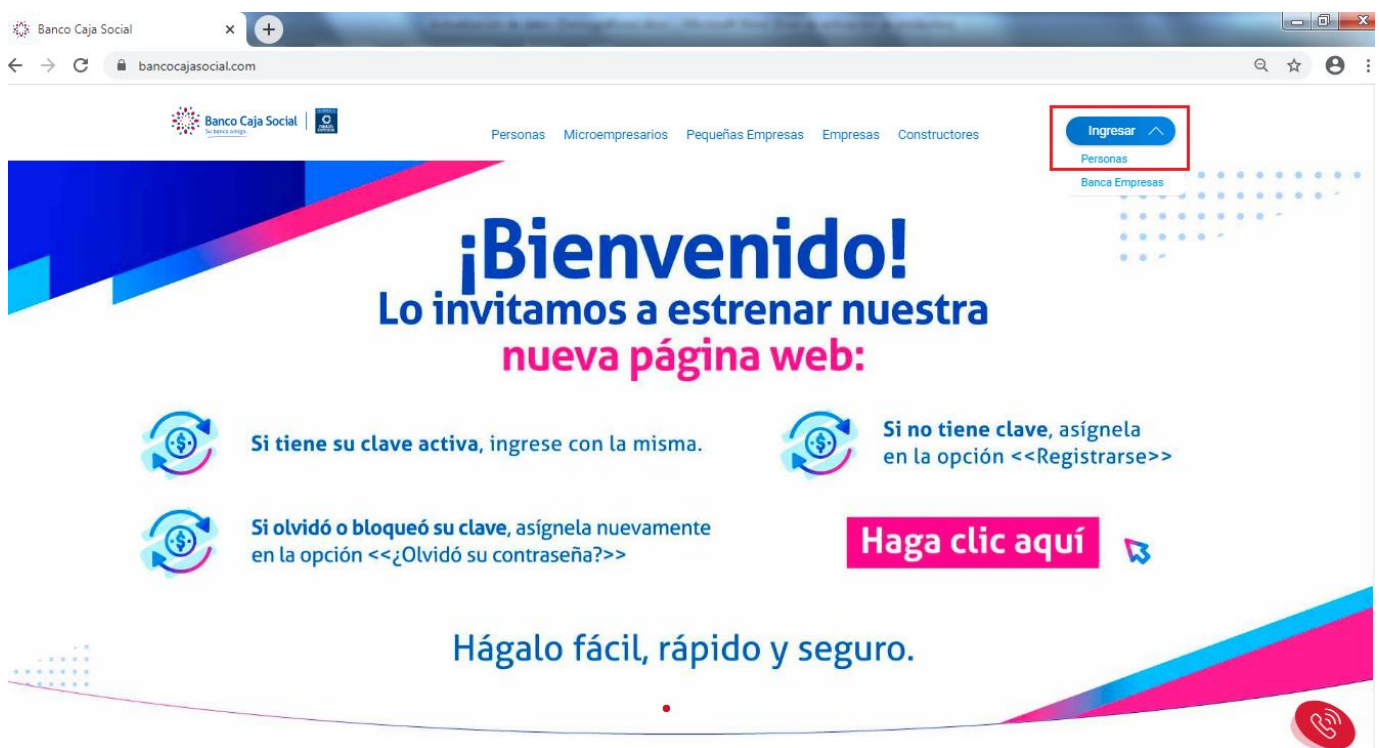 Banco Caja Social
bancocajasocial.com
Banco Caja Social
Su banco amigo
Personas Microempresarios Pequeñas Empresas Empresas Constructores
Ingresar
Personas
Banca Empresas
¡Bienvenido!
Lo invitamos a estrenar nuestra
nueva página web:
Si tiene su clave activa, ingrese con la misma.
Si no tiene clave, asígnela
en la opción <<Registrarse>>
Si olvidó o bloqueó su clave, asígnela nuevamente
en la opción <<¿Olvidó su contraseña?>>
Haga clic aquí
Hágalo fácil, rápido y seguro.